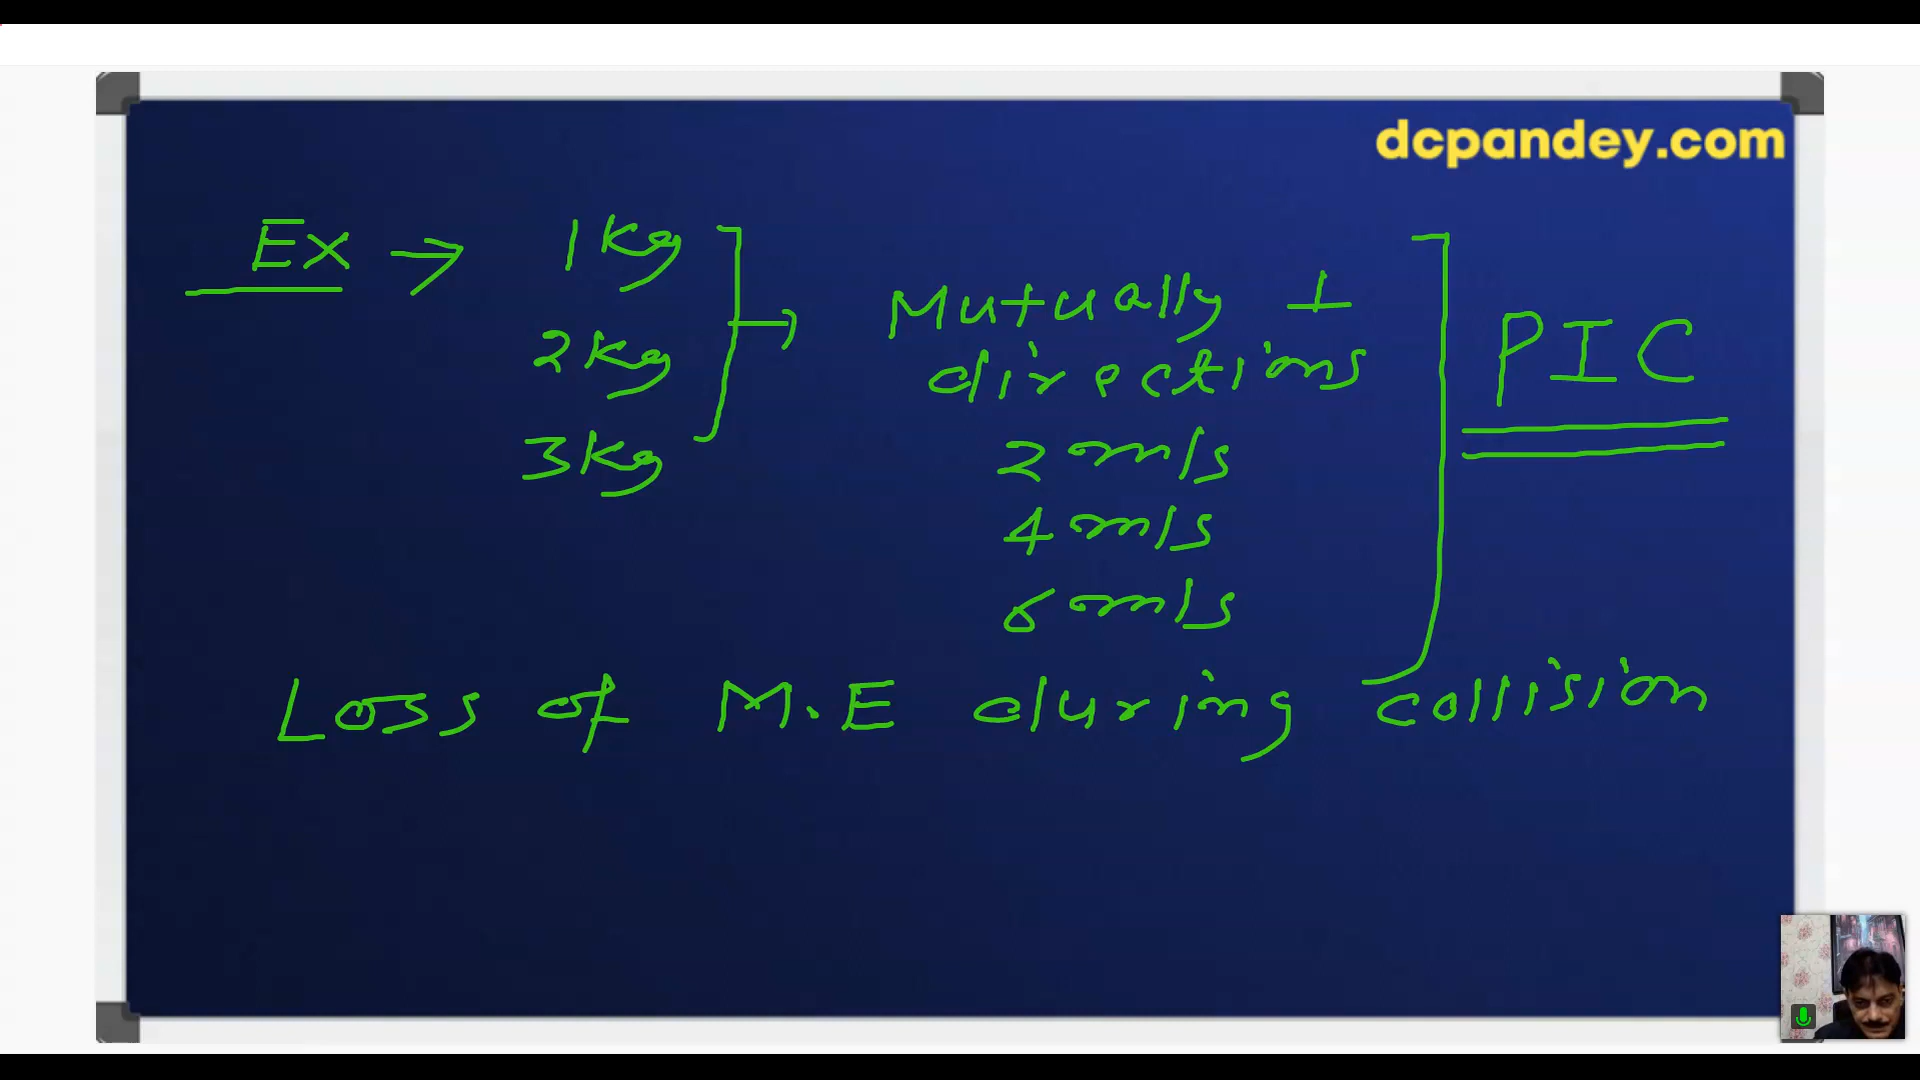 dcpandey.com
Ex → 1kg
2kg
3kg
Mutually ⊥
directions
2 m/s
4 m/s
6 m/s
PIC
Loss of M.E during collision